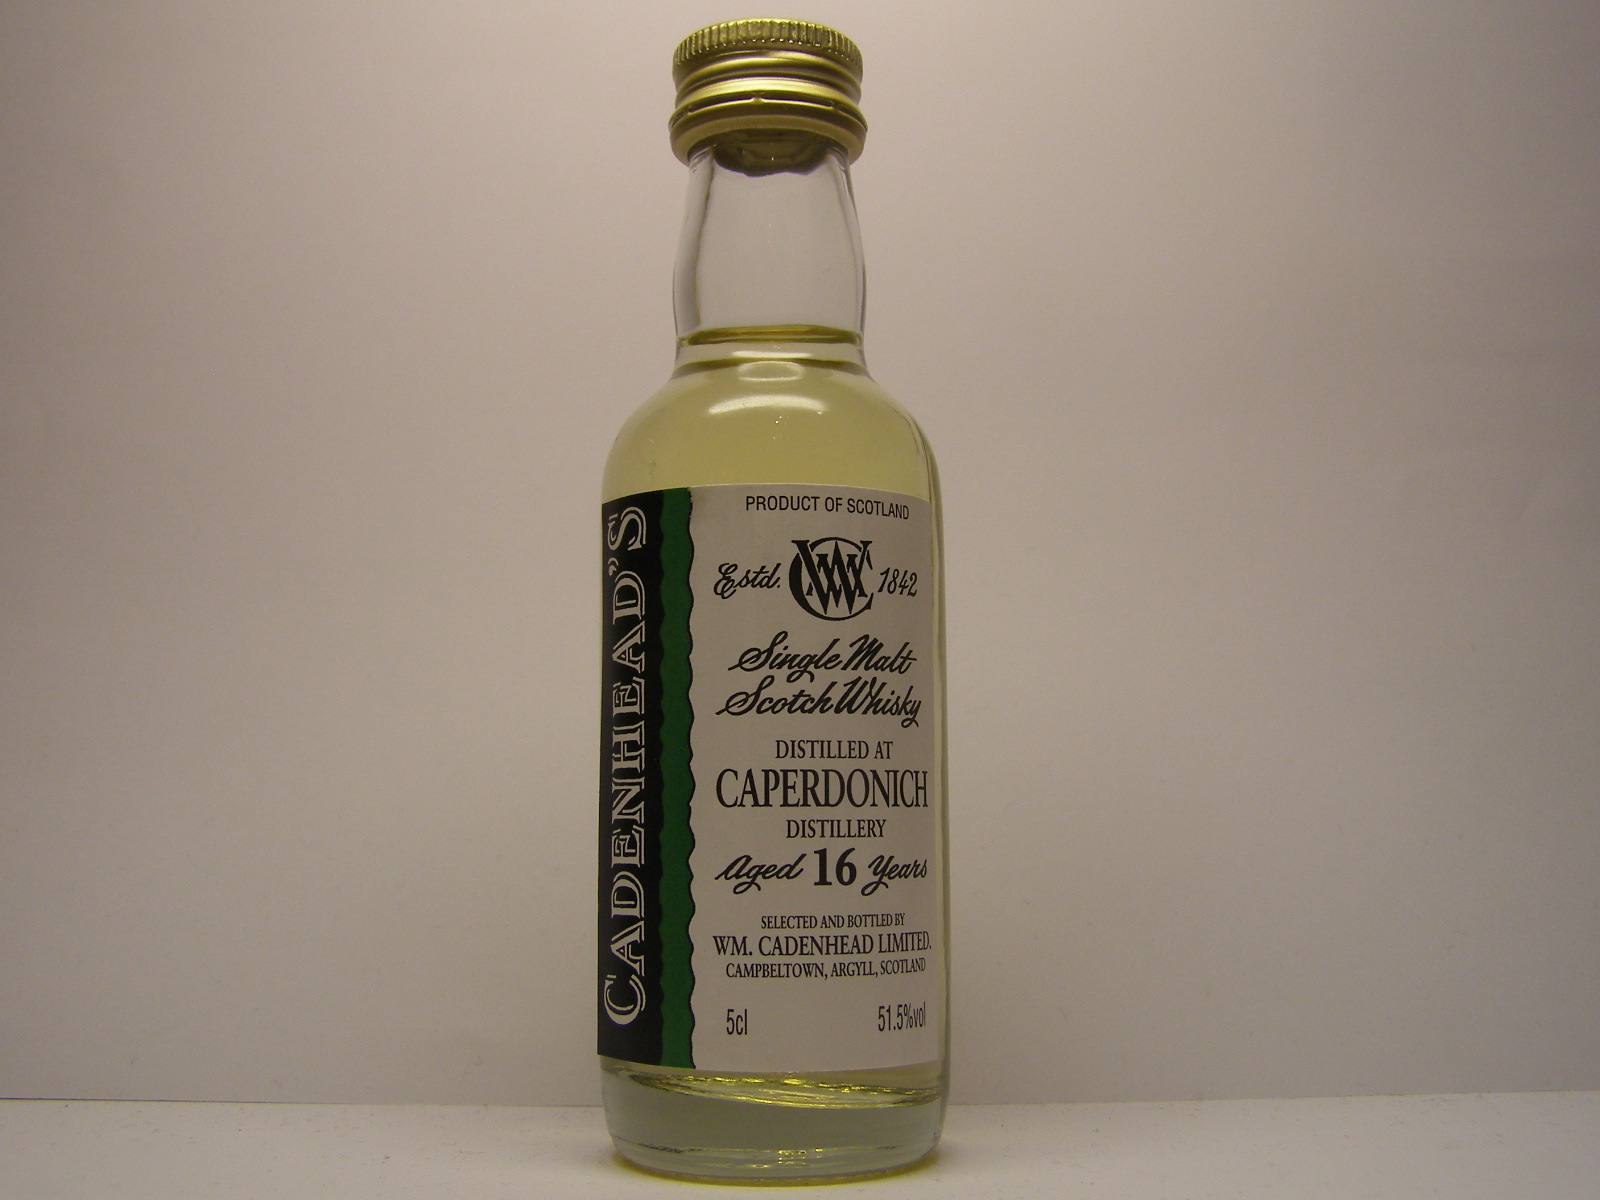 CADENHEAD'S
PRODUCT OF SCOTLAND
Estd. WC 1842
Single Malt
Scotch Whisky
DISTILLED AT
CAPERDONICH
DISTILLERY
Aged 16 Years
SELECTED AND BOTTLED BY
WM. CADENHEAD LIMITED.
CAMPBELTOWN, ARGYLL, SCOTLAND
5cl 51.5%vol